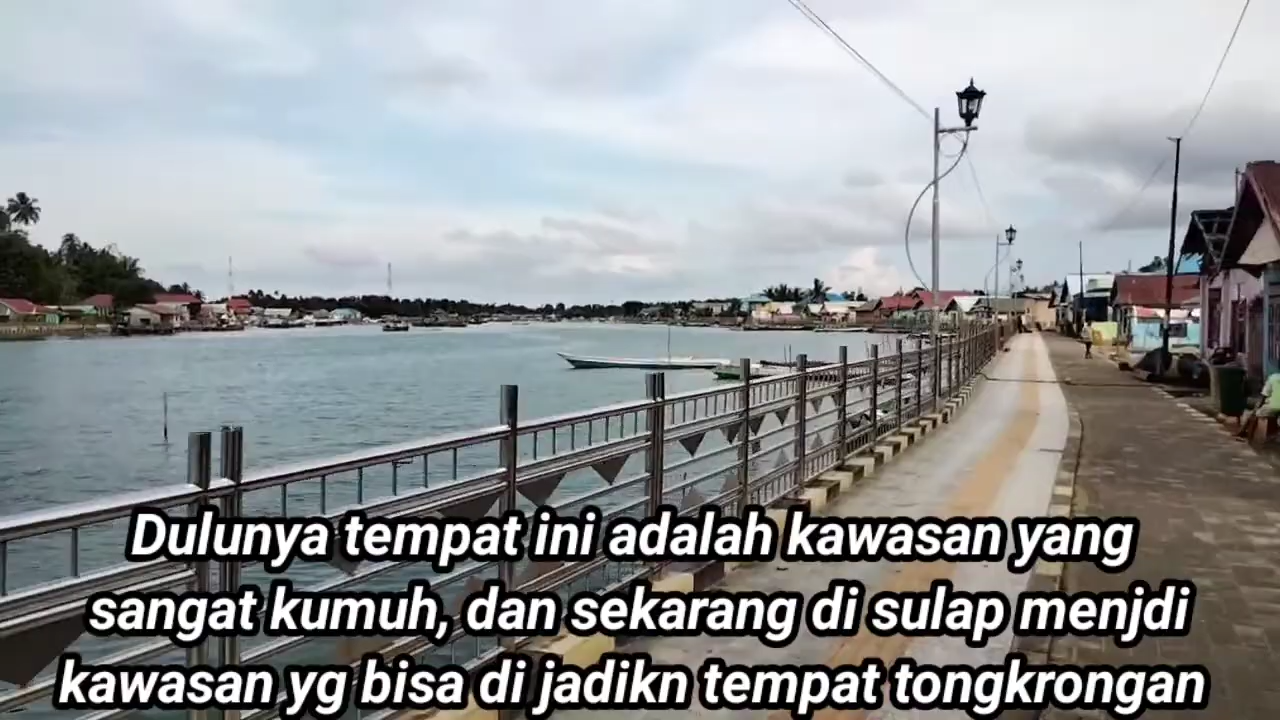 Dulunya tempat ini adalah kawasan yang
sangat kumuh, dan sekarang di sulap menjdi
kawasan yg bisa di jadikn tempat tongkrongan